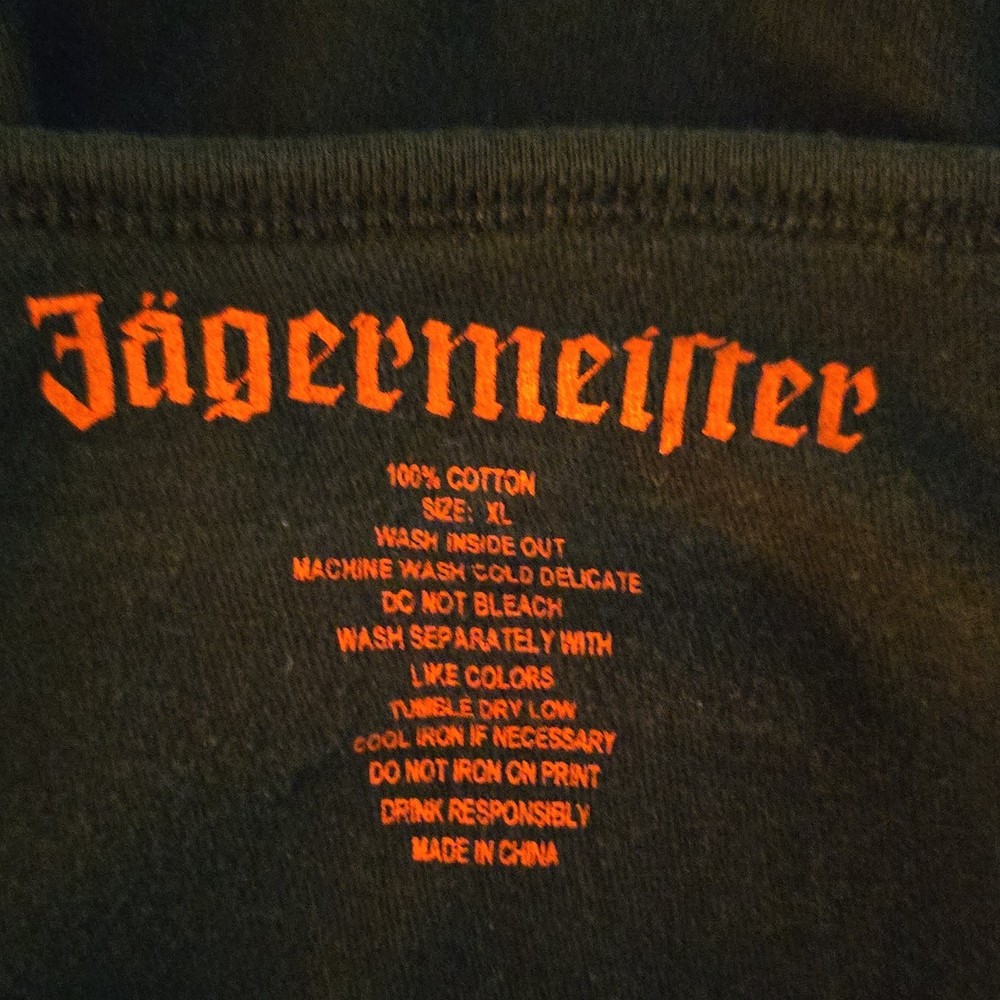 Jägermeiſter
100% COTTON
SIZE: XL
WASH INSIDE OUT
MACHINE WASH COLD DELICATE
DO NOT BLEACH
WASH SEPARATELY WITH
LIKE COLORS
TUMBLE DRY LOW
COOL IRON IF NECESSARY
DO NOT IRON ON PRINT
DRINK RESPONSIBLY
MADE IN CHINA